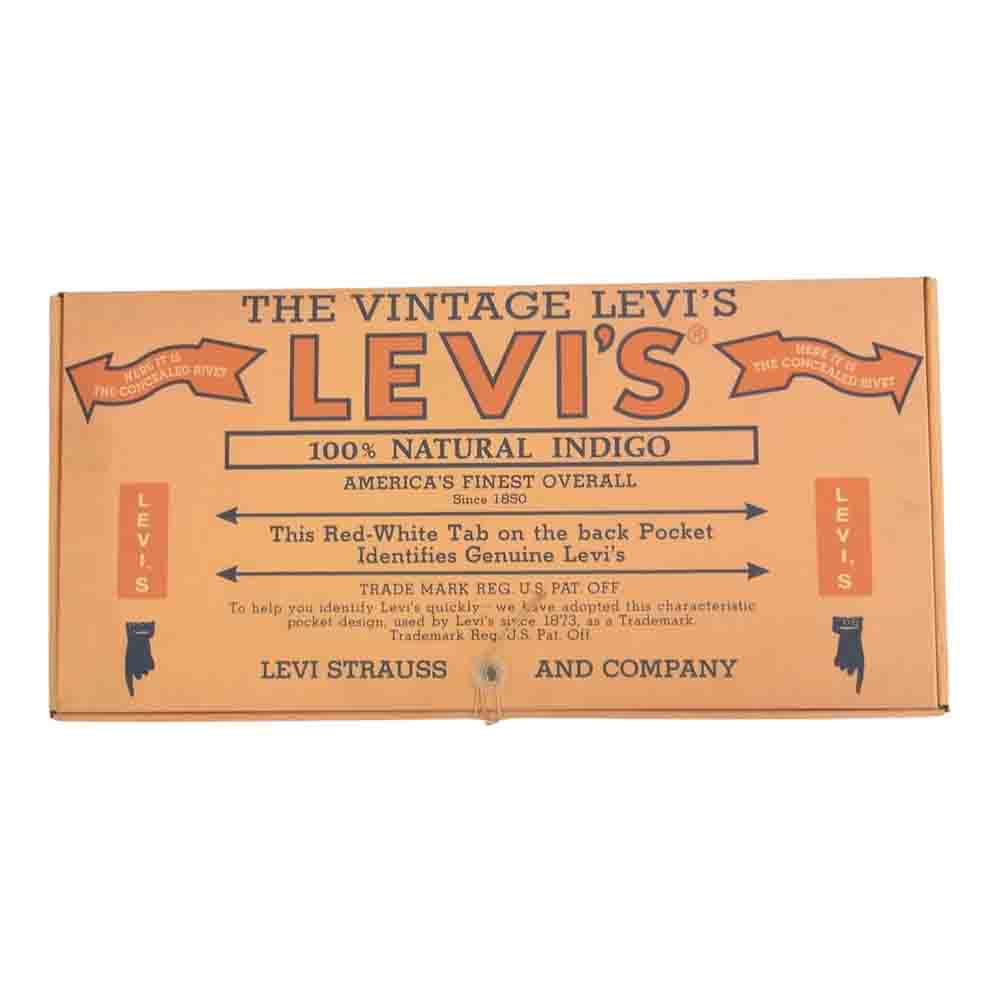 THE VINTAGE LEVI'S
LEVI'S®
HERE IT IS
THE CONCEALED RIVET
HERE IT IS
THE CONCEALED RIVET
100% NATURAL INDIGO
AMERICA'S FINEST OVERALL
Since 1850
LEVI'S
LEVI'S
This Red-White Tab on the back Pocket
Identifies Genuine Levi's
TRADE MARK REG. U.S. PAT. OFF.
To help you identify Levi's quickly—we have adopted this characteristic
pocket design, used by Levi's since 1873, as a Trademark.
Trademark Reg. U.S. Pat. Off.
LEVI STRAUSS AND COMPANY